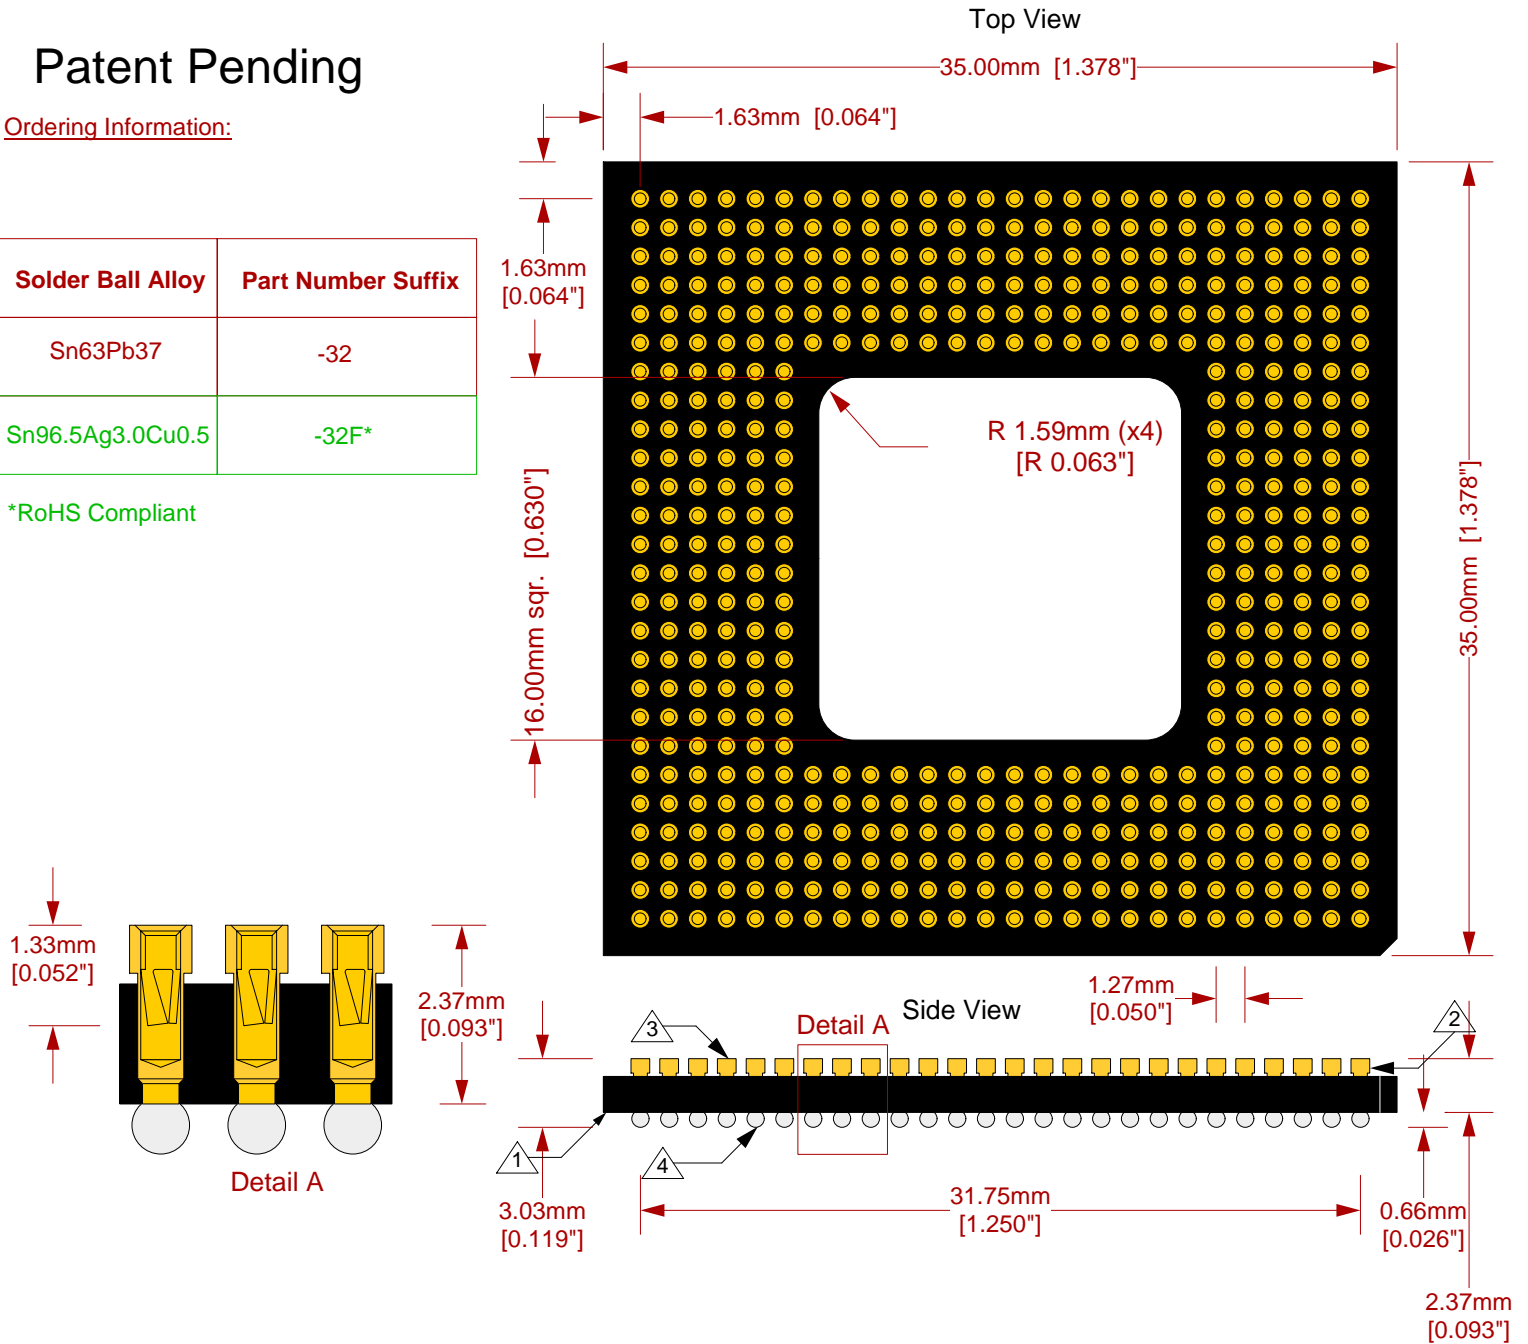 Top View
Patent Pending
35.00mm [1.378"]
1.63mm [0.064"]
Ordering Information:
Solder Ball Alloy Part Number Suffix
Sn63Pb37 -32
Sn96.5Ag3.0Cu0.5 -32F*
*RoHS Compliant
1.63mm
[0.064"]
R 1.59mm (x4)
[R 0.063"]
16.00mm sqr. [0.630"]
35.00mm [1.378"]
1.33mm
[0.052"]
2.37mm
[0.093"]
Detail A
1.27mm
[0.050"]
Side View
Detail A
3
2
1
4
3.03mm
[0.119"]
31.75mm
[1.250"]
0.66mm
[0.026"]
2.37mm
[0.093"]